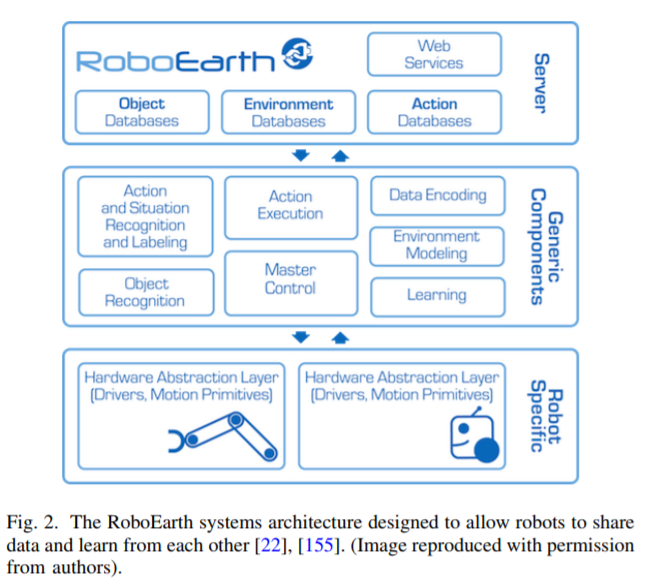 RoboEarth
Web
Services
Server
Object
Databases
Environment
Databases
Action
Databases
Action
and Situation
Recognition
and Labeling
Action
Execution
Data Encoding
Generic
Components
Environment
Modeling
Object
Recognition
Master
Control
Learning
Hardware Abstraction Layer
(Drivers, Motion Primitives)
Hardware Abstraction Layer
(Drivers, Motion Primitives)
Robot
Specific
Fig. 2. The RoboEarth systems architecture designed to allow robots to share
data and learn from each other [22], [155]. (Image reproduced with permission
from authors).